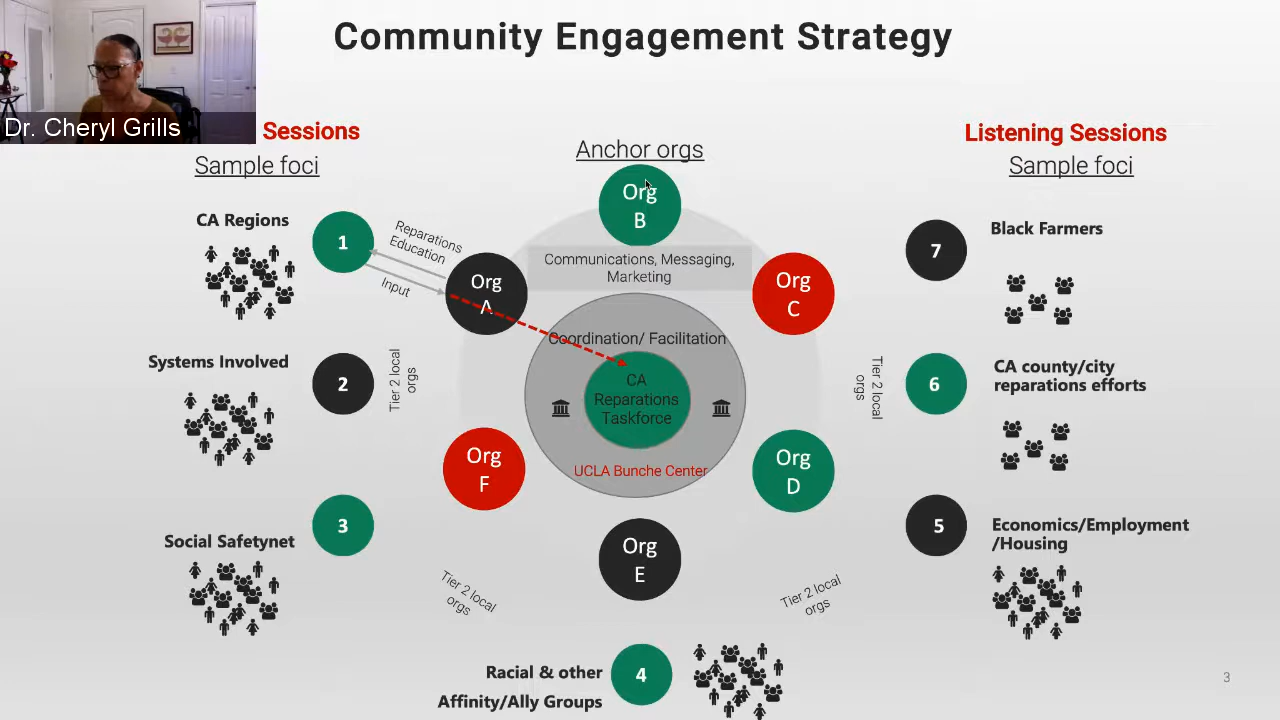 Community Engagement Strategy
Dr. Cheryl Grills
Sessions
Sample foci
Anchor orgs
Listening Sessions
Sample foci
Org
B
CA Regions
1
Reparations
Education
Input
Org
A
Communications, Messaging,
Marketing
Org
C
7
Black Farmers
Systems Involved
2
Tier 2 local
orgs
Coordination/ Facilitation
CA
Reparations
Taskforce
UCLA Bunche Center
Tier 2 local
orgs
6
CA county/city
reparations efforts
Org
F
Org
D
3
Social Safetynet
Org
E
5
Economics/Employment
/Housing
Tier 2 local
orgs
Tier 2 local
orgs
Racial & other
Affinity/Ally Groups
4
3